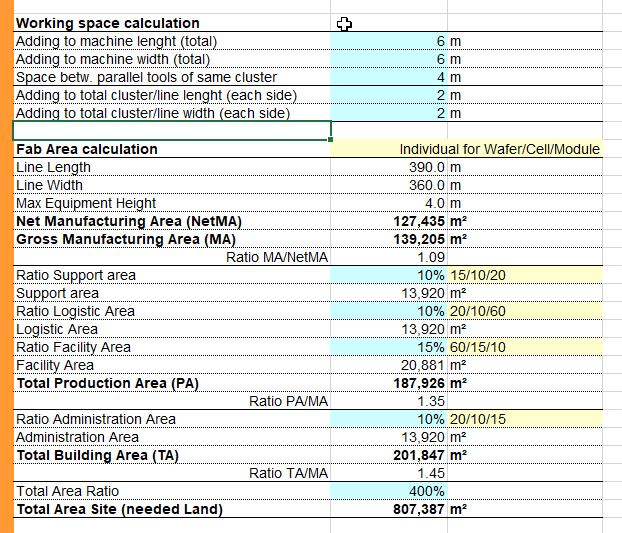 Working space calculation
Adding to machine lenght (total) 6 m
Adding to machine width (total) 6 m
Space betw. parallel tools of same cluster 4 m
Adding to total cluster/line lenght (each side) 2 m
Adding to total cluster/line width (each side) 2 m
Fab Area calculation Individual for Wafer/Cell/Module
Line Length 390.0 m
Line Width 360.0 m
Max Equipment Height 4.0 m
Net Manufacturing Area (NetMA) 127,435 m²
Gross Manufacturing Area (MA) 139,205 m²
Ratio MA/NetMA 1.09
Ratio Support area 10% 15/10/20
Support area 13,920 m²
Ratio Logistic Area 10% 20/10/60
Logistic Area 13,920 m²
Ratio Facility Area 15% 60/15/10
Facility Area 20,881 m²
Total Production Area (PA) 187,926 m²
Ratio PA/MA 1.35
Ratio Administration Area 10% 20/10/15
Administration Area 13,920 m²
Total Building Area (TA) 201,847 m²
Ratio TA/MA 1.45
Total Area Ratio 400%
Total Area Site (needed Land) 807,387 m²